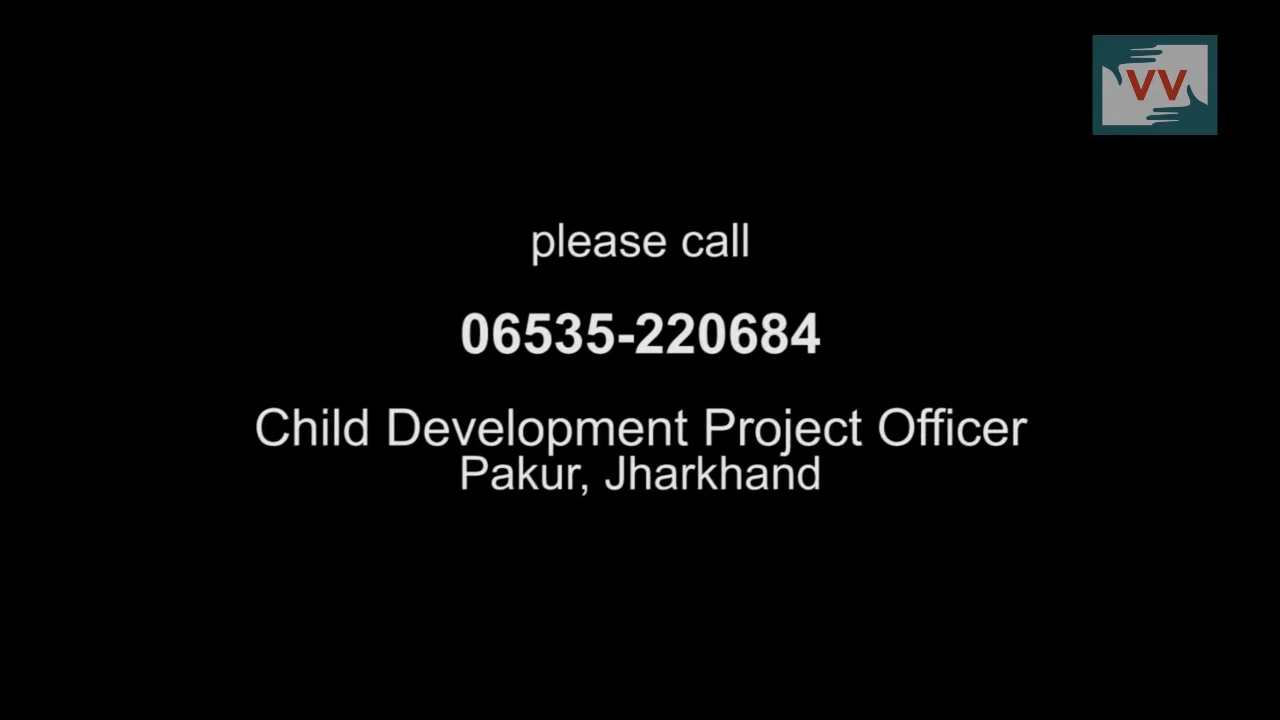 VV
please call
06535-220684
Child Development Project Officer
Pakur, Jharkhand